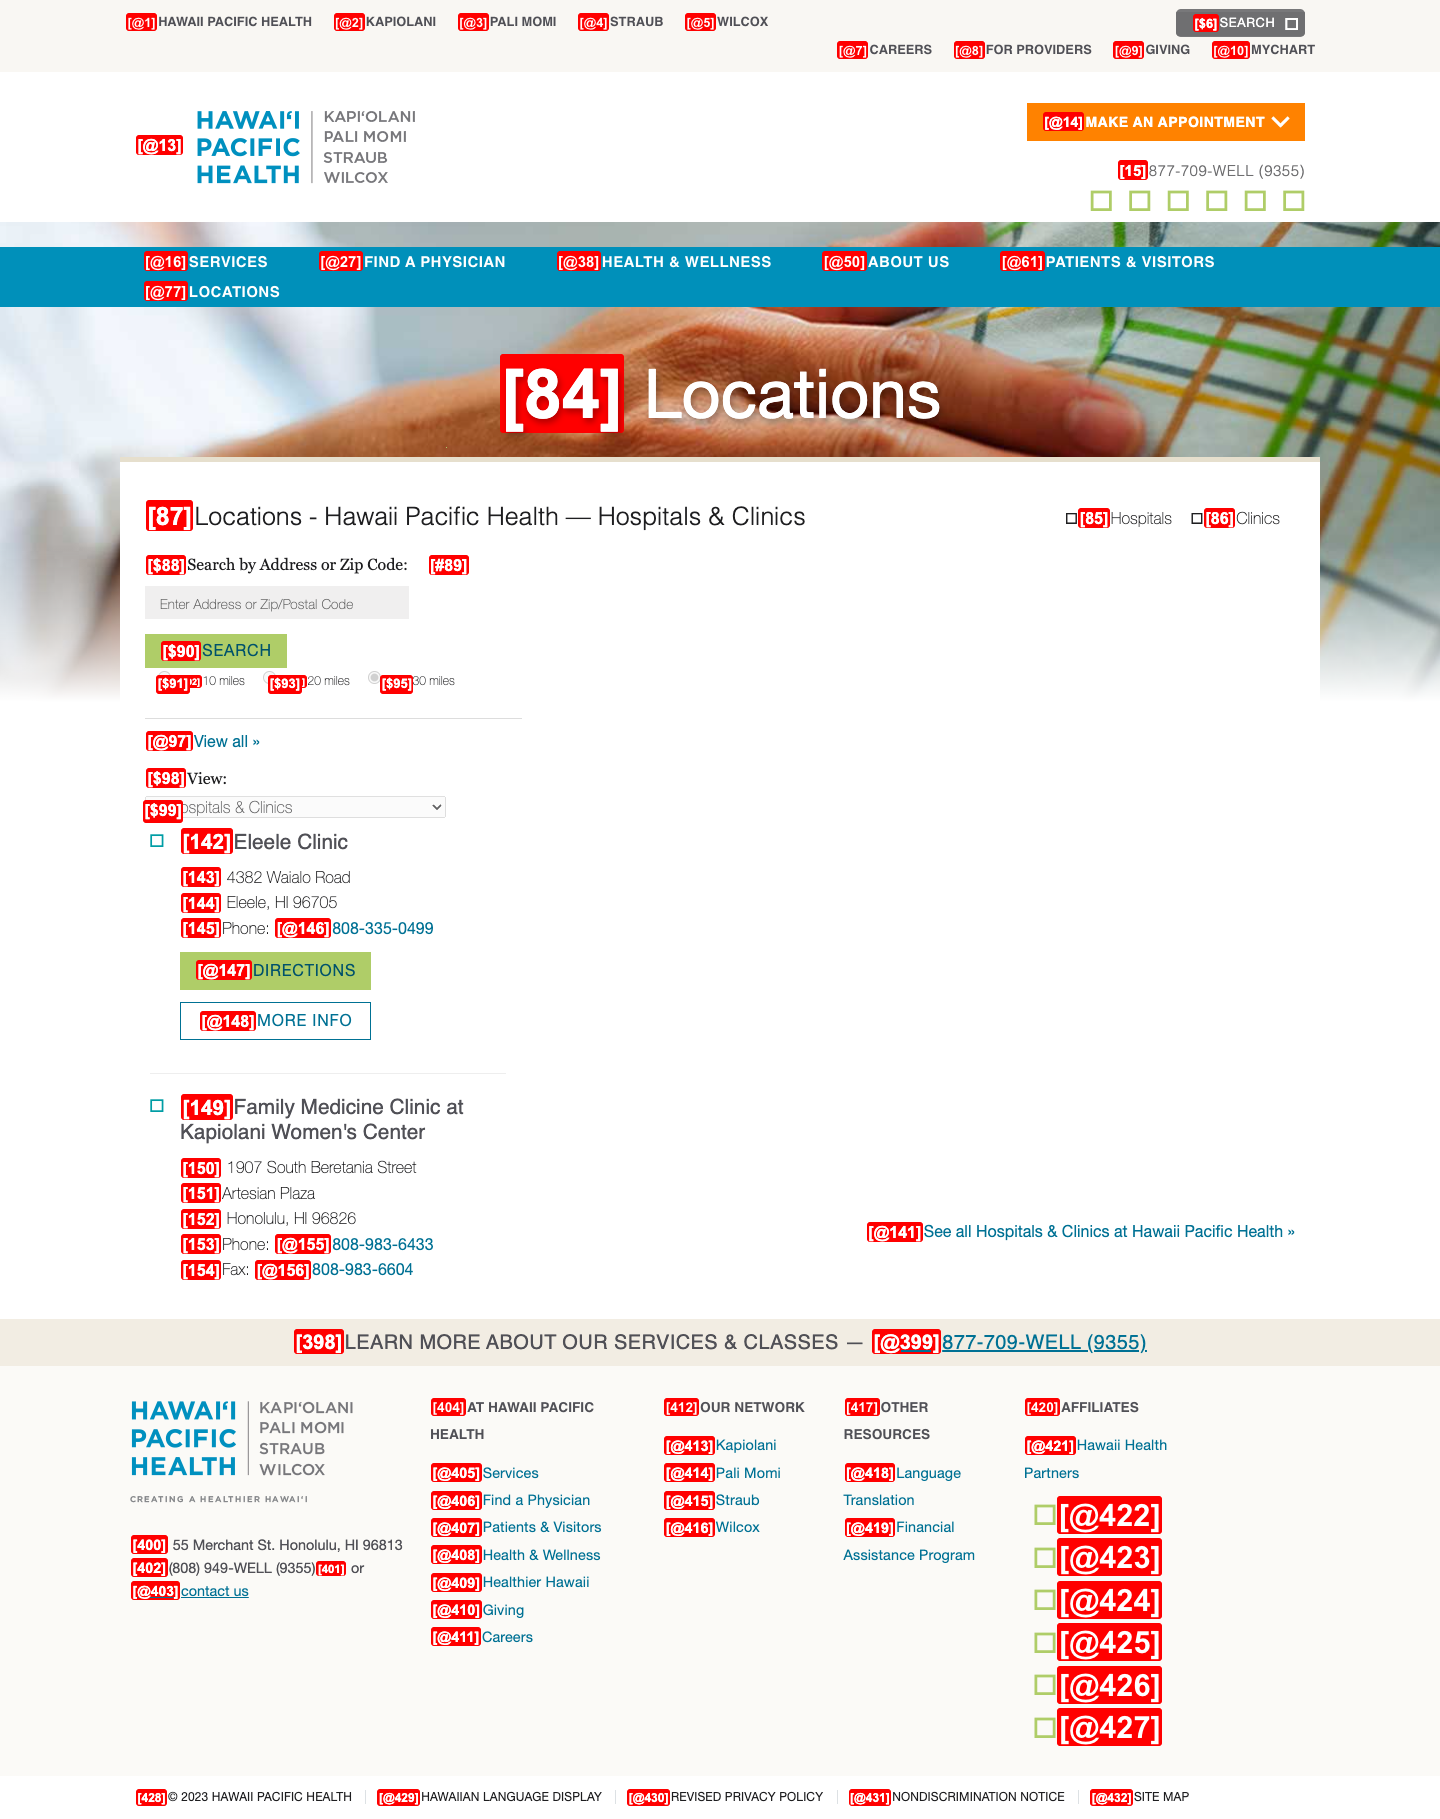 [@1] HAWAII PACIFIC HEALTH [@2] KAPIOLANI [@3] PALI MOMI [@4] STRAUB [@5] WILCOX
[$6] SEARCH
[@7] CAREERS [@8] FOR PROVIDERS [@9] GIVING [@10] MYCHART
[@13]
HAWAI‘I
PACIFIC
HEALTH
KAPI‘OLANI
PALI MOMI
STRAUB
WILCOX
[@14] MAKE AN APPOINTMENT
[15] 877-709-WELL (9355)
[@16] SERVICES [@27] FIND A PHYSICIAN [@38] HEALTH & WELLNESS [@50] ABOUT US [@61] PATIENTS & VISITORS
[@77] LOCATIONS
[84] Locations
[87] Locations - Hawaii Pacific Health — Hospitals & Clinics
[85] Hospitals [86] Clinics
[$88] Search by Address or Zip Code: [#89]
Enter Address or Zip/Postal Code
[$90] SEARCH
[$91] 10 miles [$93] 20 miles [$95] 30 miles
[@97] View all »
[$98] View:
[$99] ospitals & Clinics
[142] Eleele Clinic
[143] 4382 Waialo Road
[144] Eleele, HI 96705
[145] Phone: [@146] 808-335-0499
[@147] DIRECTIONS
[@148] MORE INFO
[149] Family Medicine Clinic at
Kapiolani Women's Center
[150] 1907 South Beretania Street
[151] Artesian Plaza
[152] Honolulu, HI 96826
[153] Phone: [@155] 808-983-6433
[154] Fax: [@156] 808-983-6604
[@141] See all Hospitals & Clinics at Hawaii Pacific Health »
[398] LEARN MORE ABOUT OUR SERVICES & CLASSES — [@399] 877-709-WELL (9355)
HAWAI‘I
PACIFIC
HEALTH
KAPI‘OLANI
PALI MOMI
STRAUB
WILCOX
CREATING A HEALTHIER HAWAI‘I
[400] 55 Merchant St. Honolulu, HI 96813
[402] (808) 949-WELL (9355) [401] or
[@403] contact us
[404] AT HAWAII PACIFIC
HEALTH
[@405] Services
[@406] Find a Physician
[@407] Patients & Visitors
[@408] Health & Wellness
[@409] Healthier Hawaii
[@410] Giving
[@411] Careers
[412] OUR NETWORK
[@413] Kapiolani
[@414] Pali Momi
[@415] Straub
[@416] Wilcox
[417] OTHER
RESOURCES
[@418] Language
Translation
[@419] Financial
Assistance Program
[420] AFFILIATES
[@421] Hawaii Health
Partners
[@422]
[@423]
[@424]
[@425]
[@426]
[@427]
[428] © 2023 HAWAII PACIFIC HEALTH [@429] HAWAIIAN LANGUAGE DISPLAY [@430] REVISED PRIVACY POLICY [@431] NONDISCRIMINATION NOTICE [@432] SITE MAP